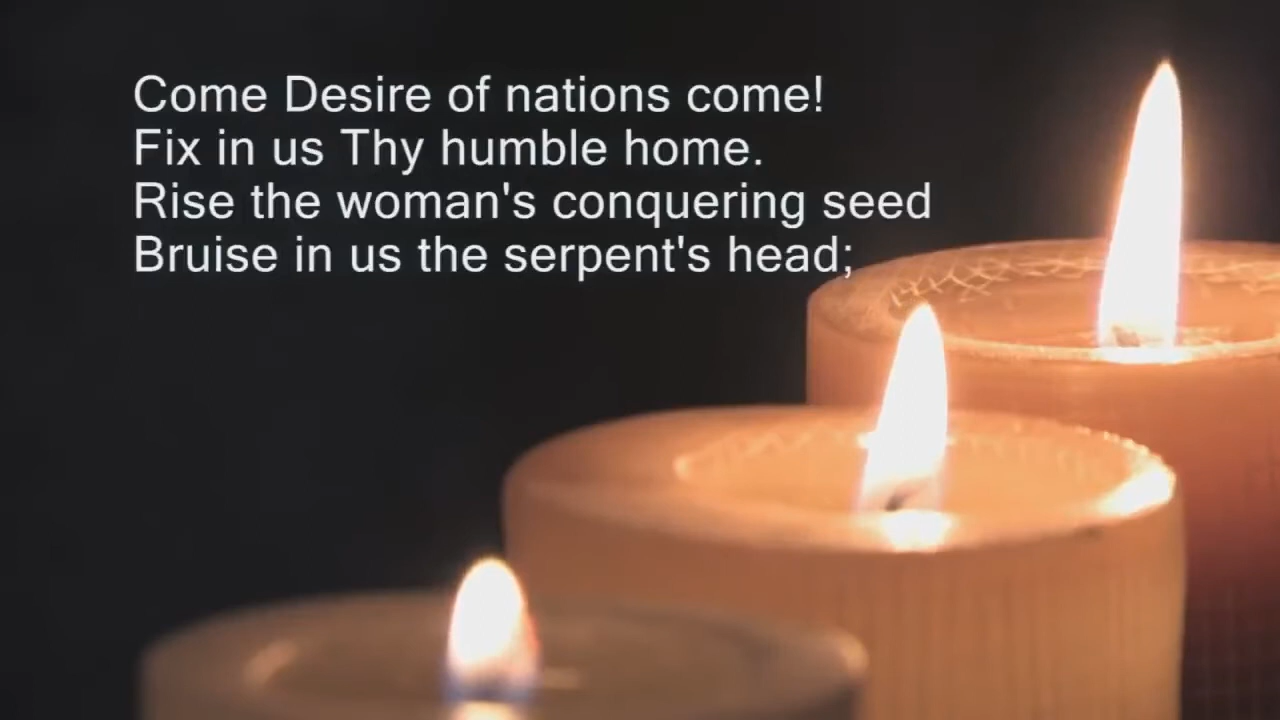 Come Desire of nations come!
Fix in us Thy humble home.
Rise the woman's conquering seed
Bruise in us the serpent's head;